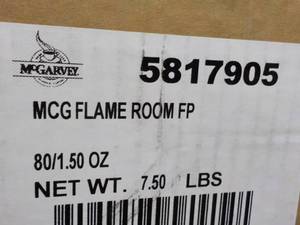 McGARVEY
5817905
MCG FLAME ROOM FP
80/1.50 OZ
NET WT. 7.50 LBS